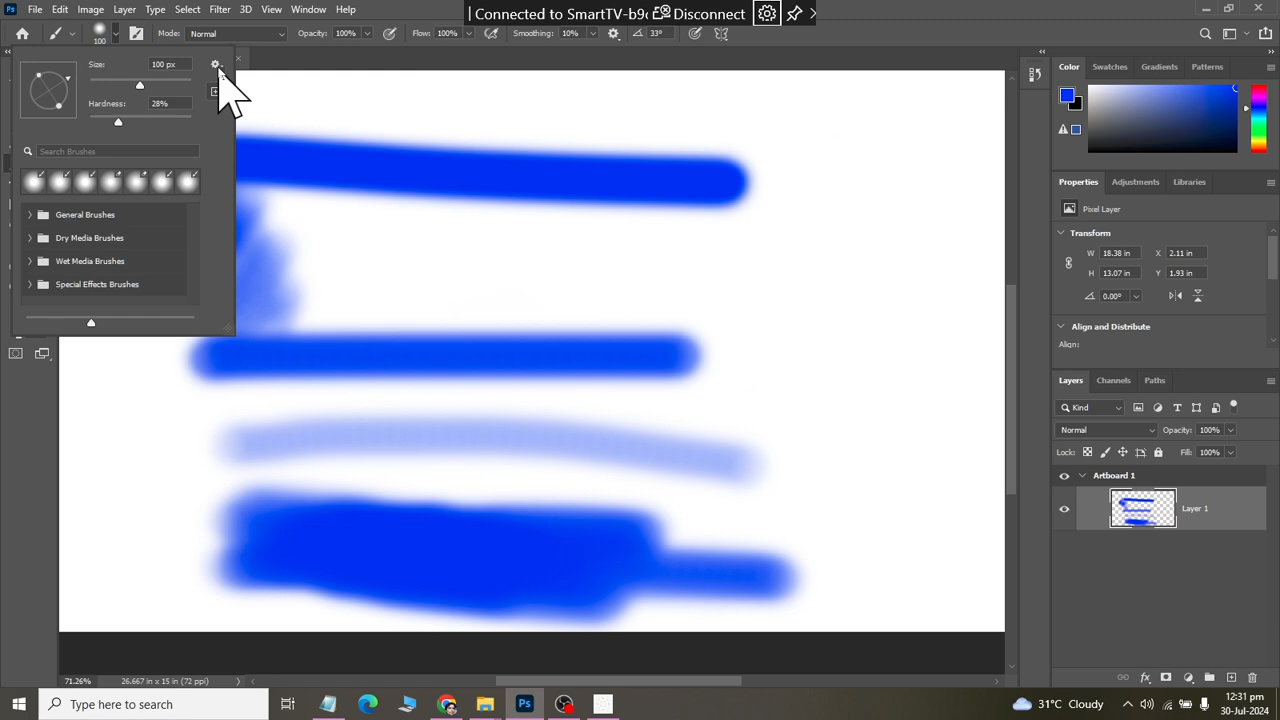 Ps File Edit Image Layer Type Select Filter 3D View Plugins Window Help
Connected to SmartTV-b9 Disconnect
100 Mode: Normal Opacity: 100% Flow: 100% Smoothing: 10% 33°
Size: 100 px
Hardness: 28%
Search Brushes
General Brushes
Dry Media Brushes
Wet Media Brushes
Special Effects Brushes
Color Swatches Gradients Patterns
Properties Adjustments Libraries
Pixel Layer
Transform
W 18.38 in X 2.11 in
H 13.07 in Y 1.93 in
0.00°
Align and Distribute
Align:
Layers Channels Paths
Kind
Normal Opacity: 100%
Lock: Fill: 100%
Artboard 1
Layer 1
71.26% 26.667 in x 15 in (72 ppi)
Type here to search
Ps
31°C Cloudy
12:31 pm
30-Jul-2024